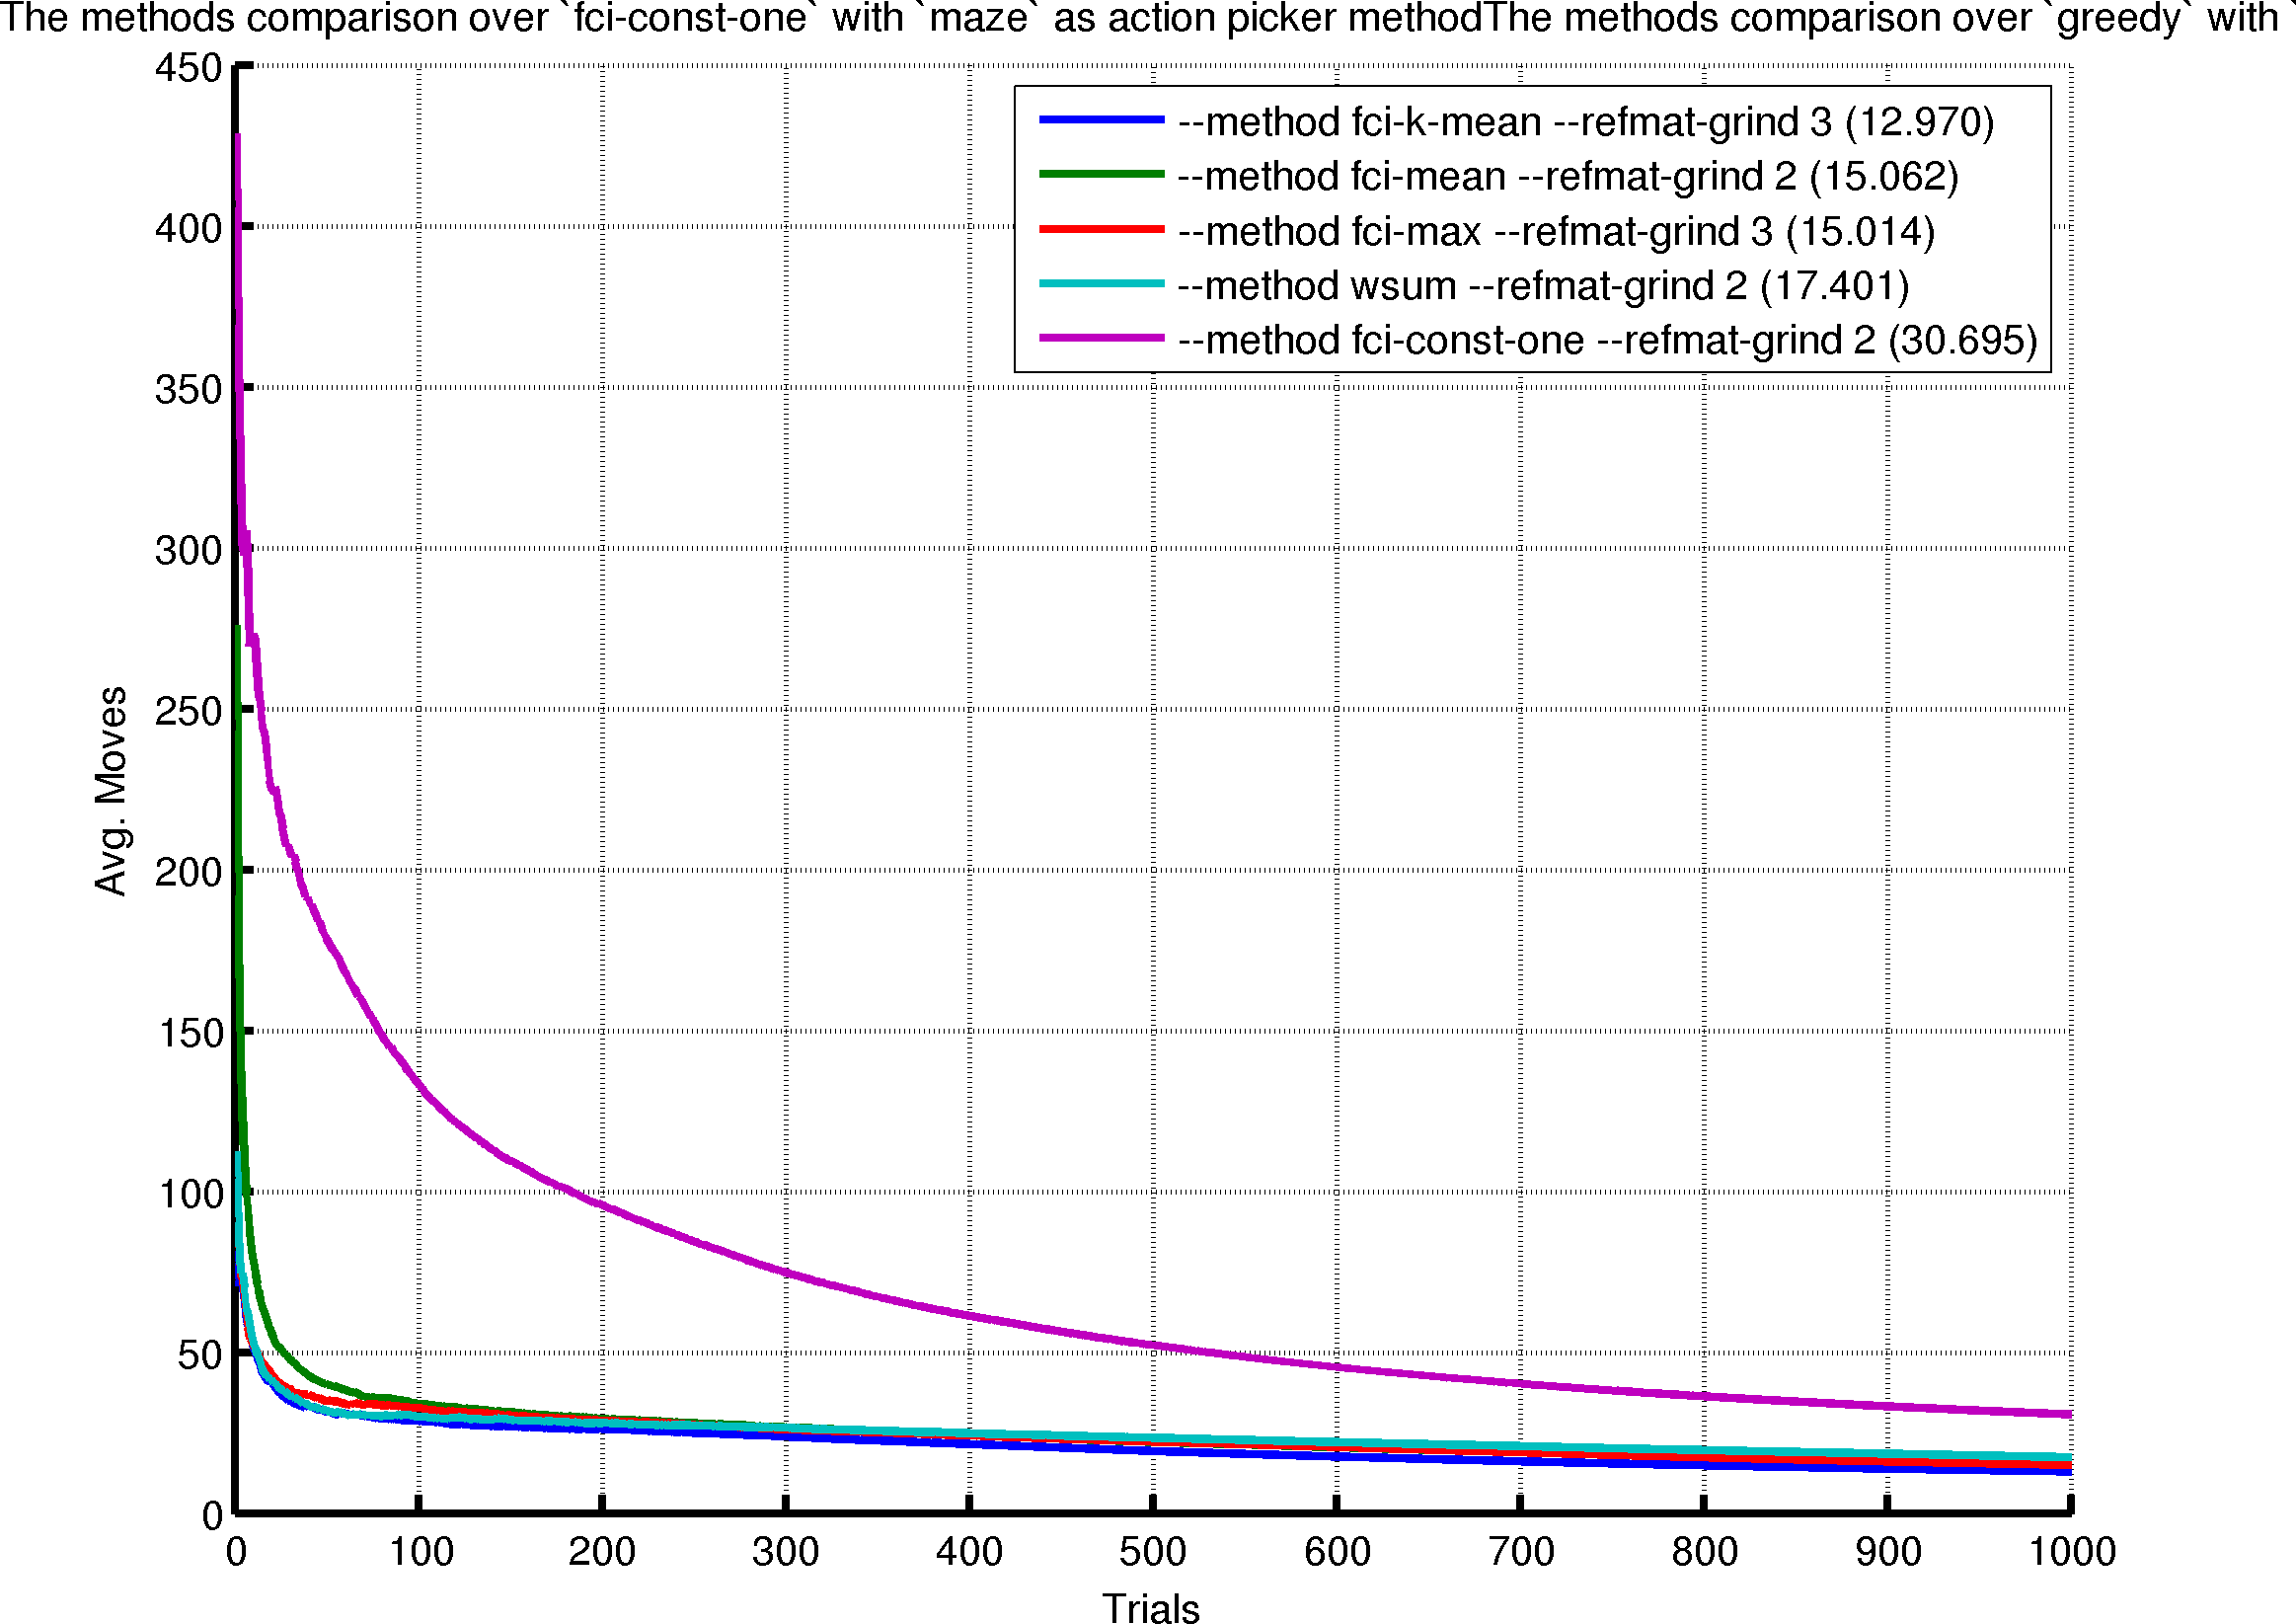 The methods comparison over `fci-const-one` with `maze` as action picker methodThe methods comparison over `greedy` with `
450
400
350
300
250
200
150
100
50
0
Avg. Moves
--method fci-k-mean --refmat-grind 3 (12.970)
--method fci-mean --refmat-grind 2 (15.062)
--method fci-max --refmat-grind 3 (15.014)
--method wsum --refmat-grind 2 (17.401)
--method fci-const-one --refmat-grind 2 (30.695)
0 100 200 300 400 500 600 700 800 900 1000
Trials